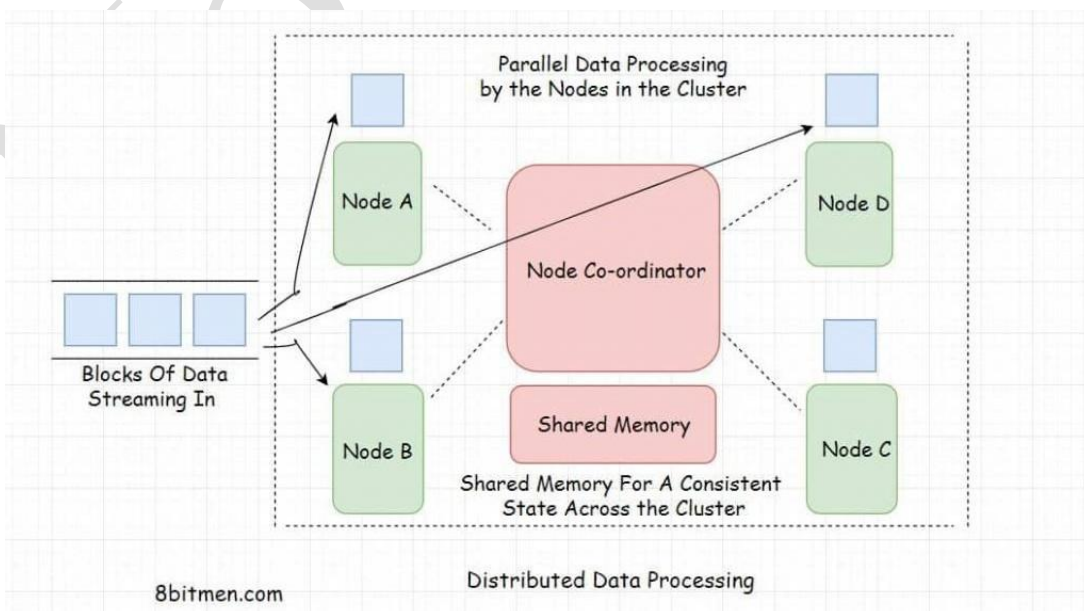 Parallel Data Processing
by the Nodes in the Cluster
Node A
Node D
Node Co-ordinator
Blocks Of Data
Streaming In
Shared Memory
Node B
Node C
Shared Memory For A Consistent
State Across the Cluster
Distributed Data Processing
8bitmen.com